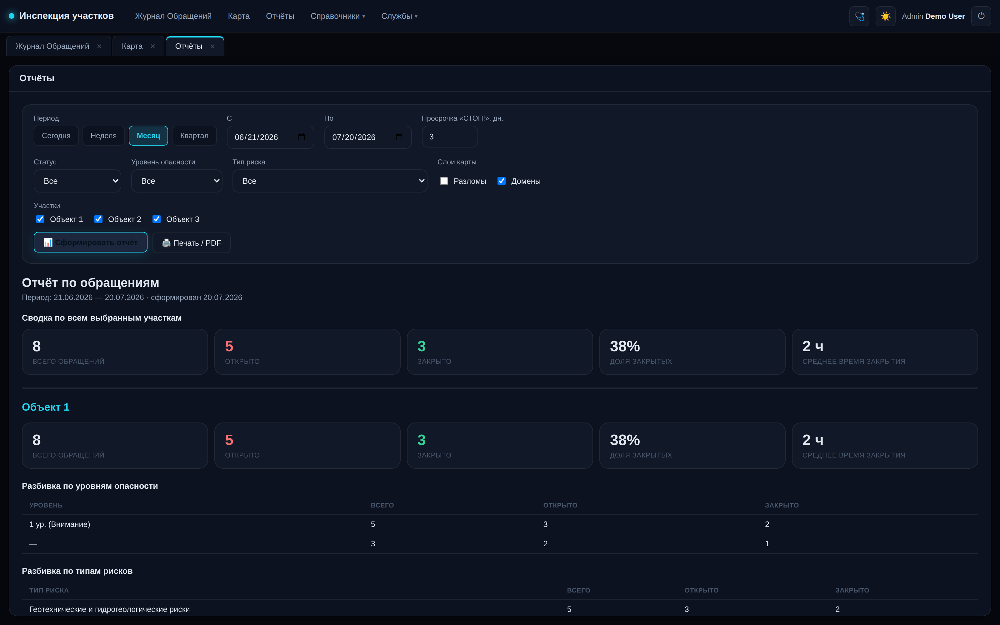 Инспекция участков Журнал Обращений Карта Отчёты Справочники ▾ Службы ▾ Admin Demo User
Журнал Обращений ✕ Карта ✕ Отчёты ✕
Отчёты
Период С По Просрочка «СТОП!», дн.
Сегодня Неделя Месяц Квартал 06/21/2026 07/20/2026 3
Статус Уровень опасности Тип риска Слои карты
Все Все Все Разломы Домены
Участки
Объект 1 Объект 2 Объект 3
Сформировать отчёт Печать / PDF
Отчёт по обращениям
Период: 21.06.2026 — 20.07.2026 · сформирован 20.07.2026
Сводка по всем выбранным участкам
8 5 3 38% 2 ч
ВСЕГО ОБРАЩЕНИЙ ОТКРЫТО ЗАКРЫТО ДОЛЯ ЗАКРЫТЫХ СРЕДНЕЕ ВРЕМЯ ЗАКРЫТИЯ
Объект 1
8 5 3 38% 2 ч
ВСЕГО ОБРАЩЕНИЙ ОТКРЫТО ЗАКРЫТО ДОЛЯ ЗАКРЫТЫХ СРЕДНЕЕ ВРЕМЯ ЗАКРЫТИЯ
Разбивка по уровням опасности
УРОВЕНЬ ВСЕГО ОТКРЫТО ЗАКРЫТО
1 ур. (Внимание) 5 3 2
— 3 2 1
Разбивка по типам рисков
ТИП РИСКА ВСЕГО ОТКРЫТО ЗАКРЫТО
Геотехнические и гидрогеологические риски 5 3 2